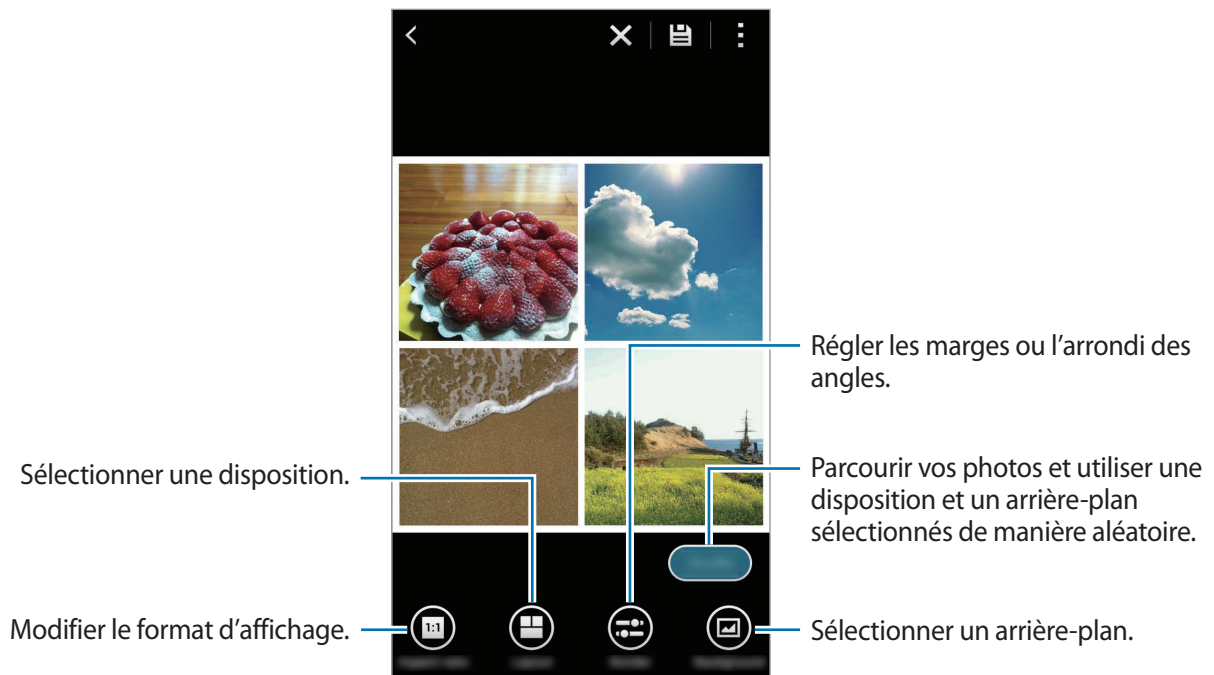 Régler les marges ou l'arrondi des
angles.
Sélectionner une disposition.
Parcourir vos photos et utiliser une
disposition et un arrière-plan
sélectionnés de manière aléatoire.
Modifier le format d'affichage.
1:1
Sélectionner un arrière-plan.